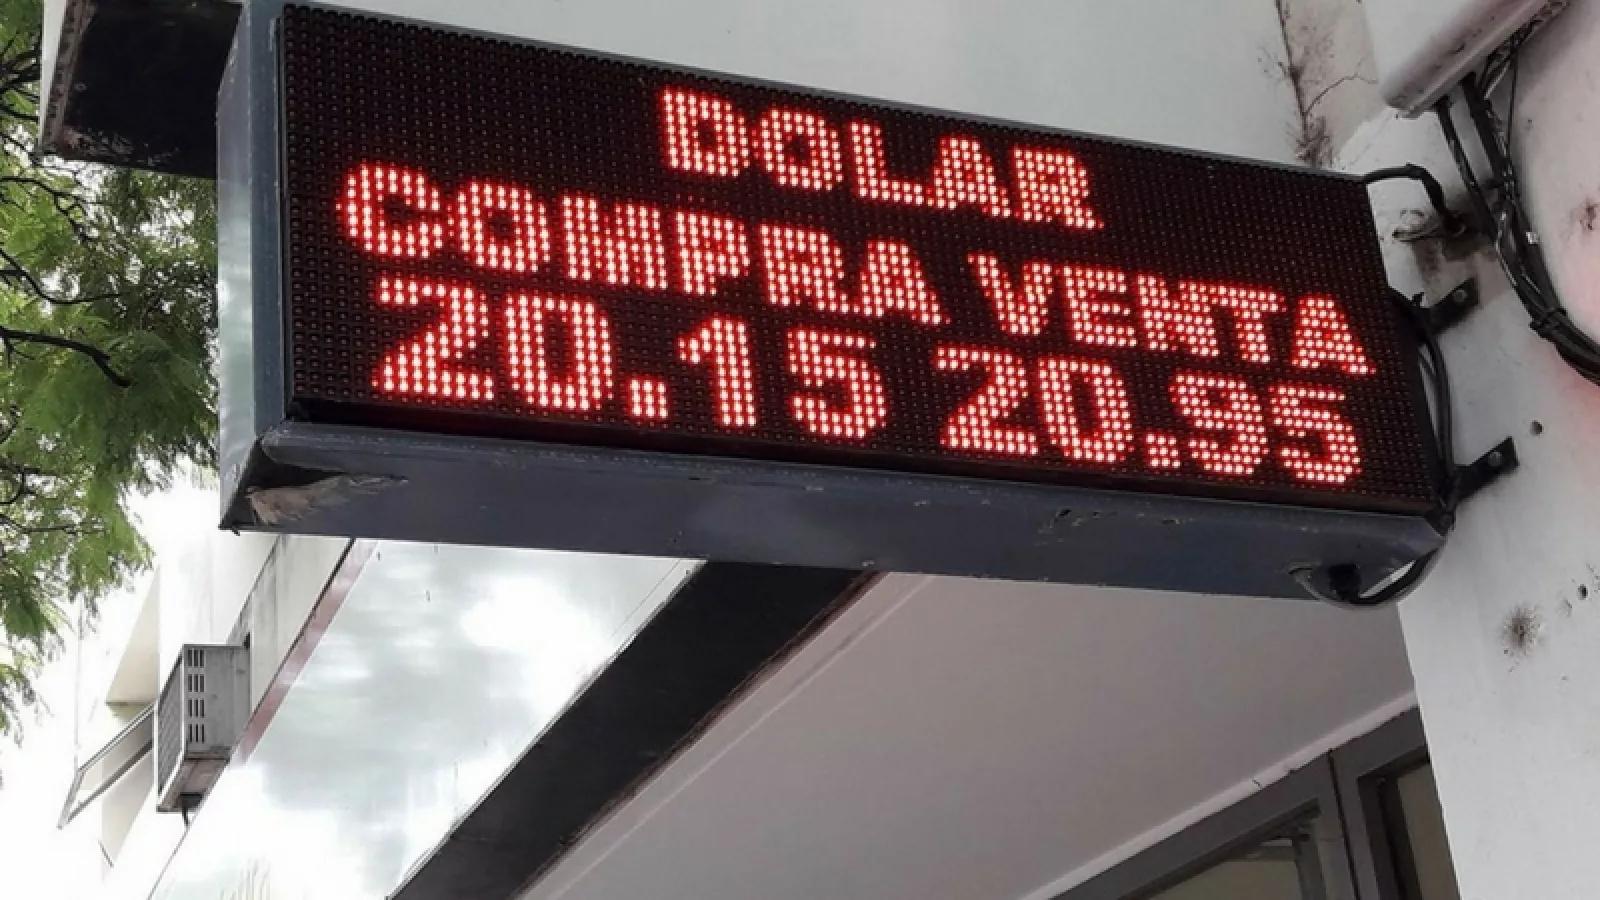 DOLAR
COMPRA VENTA
20.15 20.95